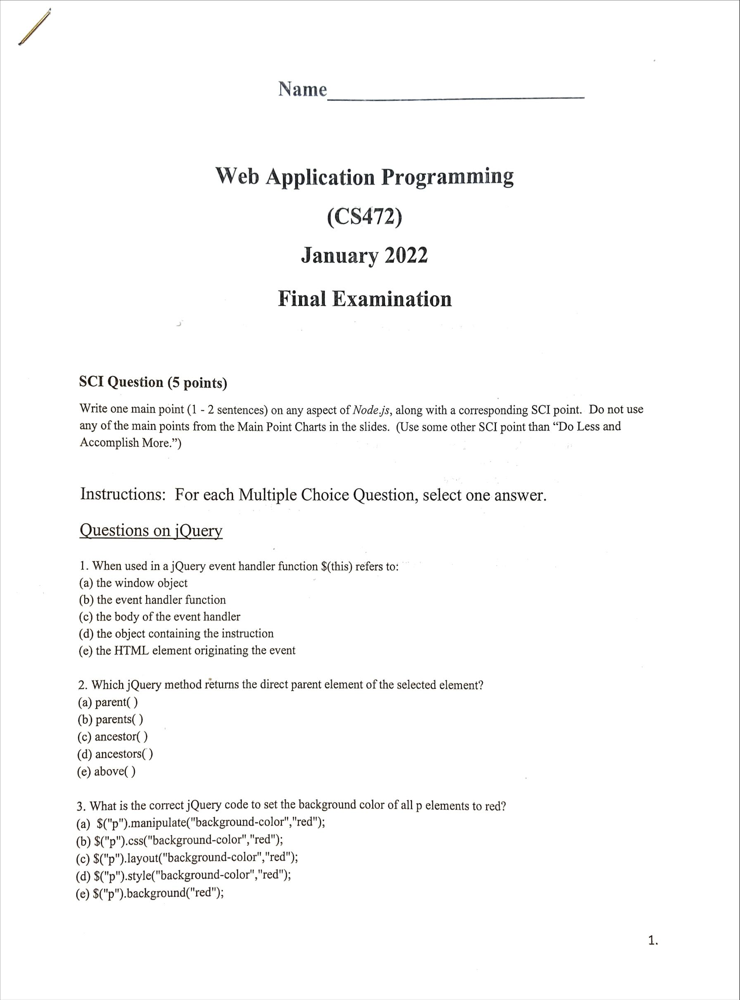 Name
Web Application Programming
(CS472)
January 2022
Final Examination
SCI Question (5 points)
Write one main point (1 - 2 sentences) on any aspect of Node.js, along with a corresponding SCI point.  Do not use
any of the main points from the Main Point Charts in the slides.  (Use some other SCI point than “Do Less and
Accomplish More.”)
Instructions:  For each Multiple Choice Question, select one answer.
Questions on jQuery
1. When used in a jQuery event handler function $(this) refers to:
(a) the window object
(b) the event handler function
(c) the body of the event handler
(d) the object containing the instruction
(e) the HTML element originating the event
2. Which jQuery method returns the direct parent element of the selected element?
(a) parent( )
(b) parents( )
(c) ancestor( )
(d) ancestors( )
(e) above( )
3. What is the correct jQuery code to set the background color of all p elements to red?
(a)  $("p").manipulate("background-color","red");
(b) $("p").css("background-color","red");
(c) $("p").layout("background-color","red");
(d) $("p").style("background-color","red");
(e) $("p").background("red");
1.